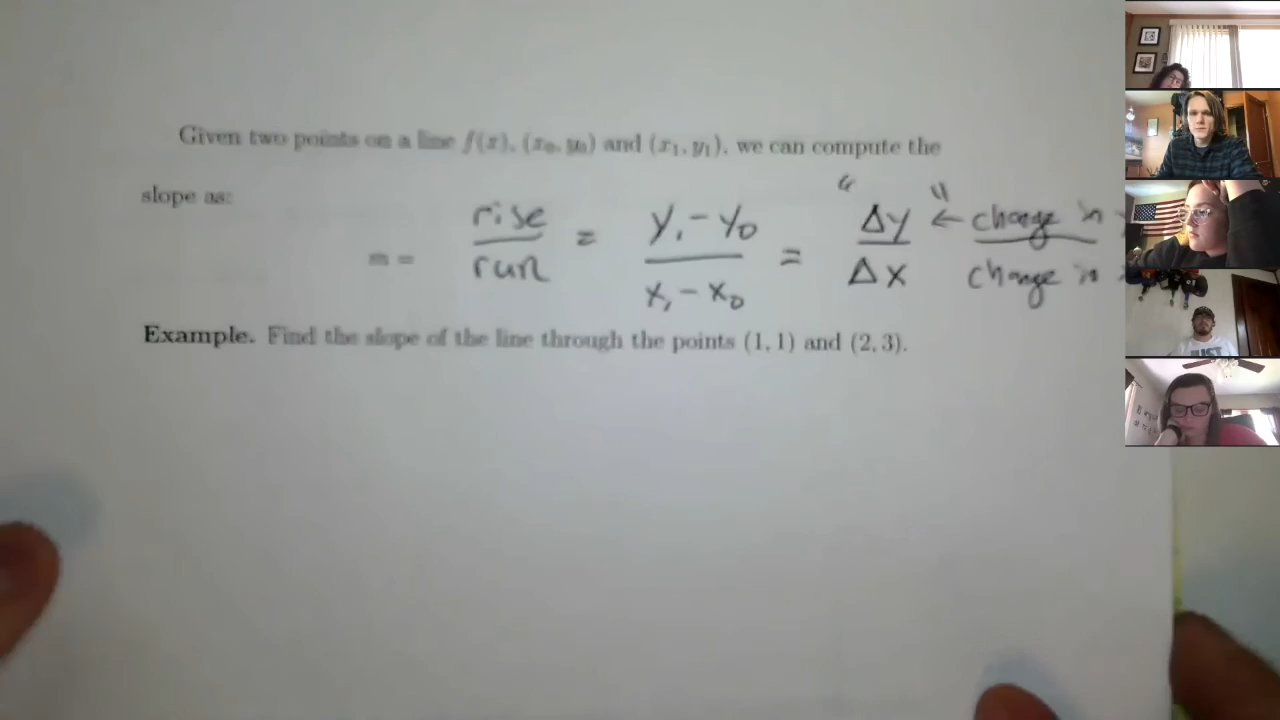 Given two points on a line f(x), (x₀, y₀) and (x₁, y₁), we can compute the
slope as:
m = rise/run = y₁ - y₀ / x₁ - x₀ = "Δy/Δx" ← change in / change in
Example. Find the slope of the line through the points (1, 1) and (2, 3).